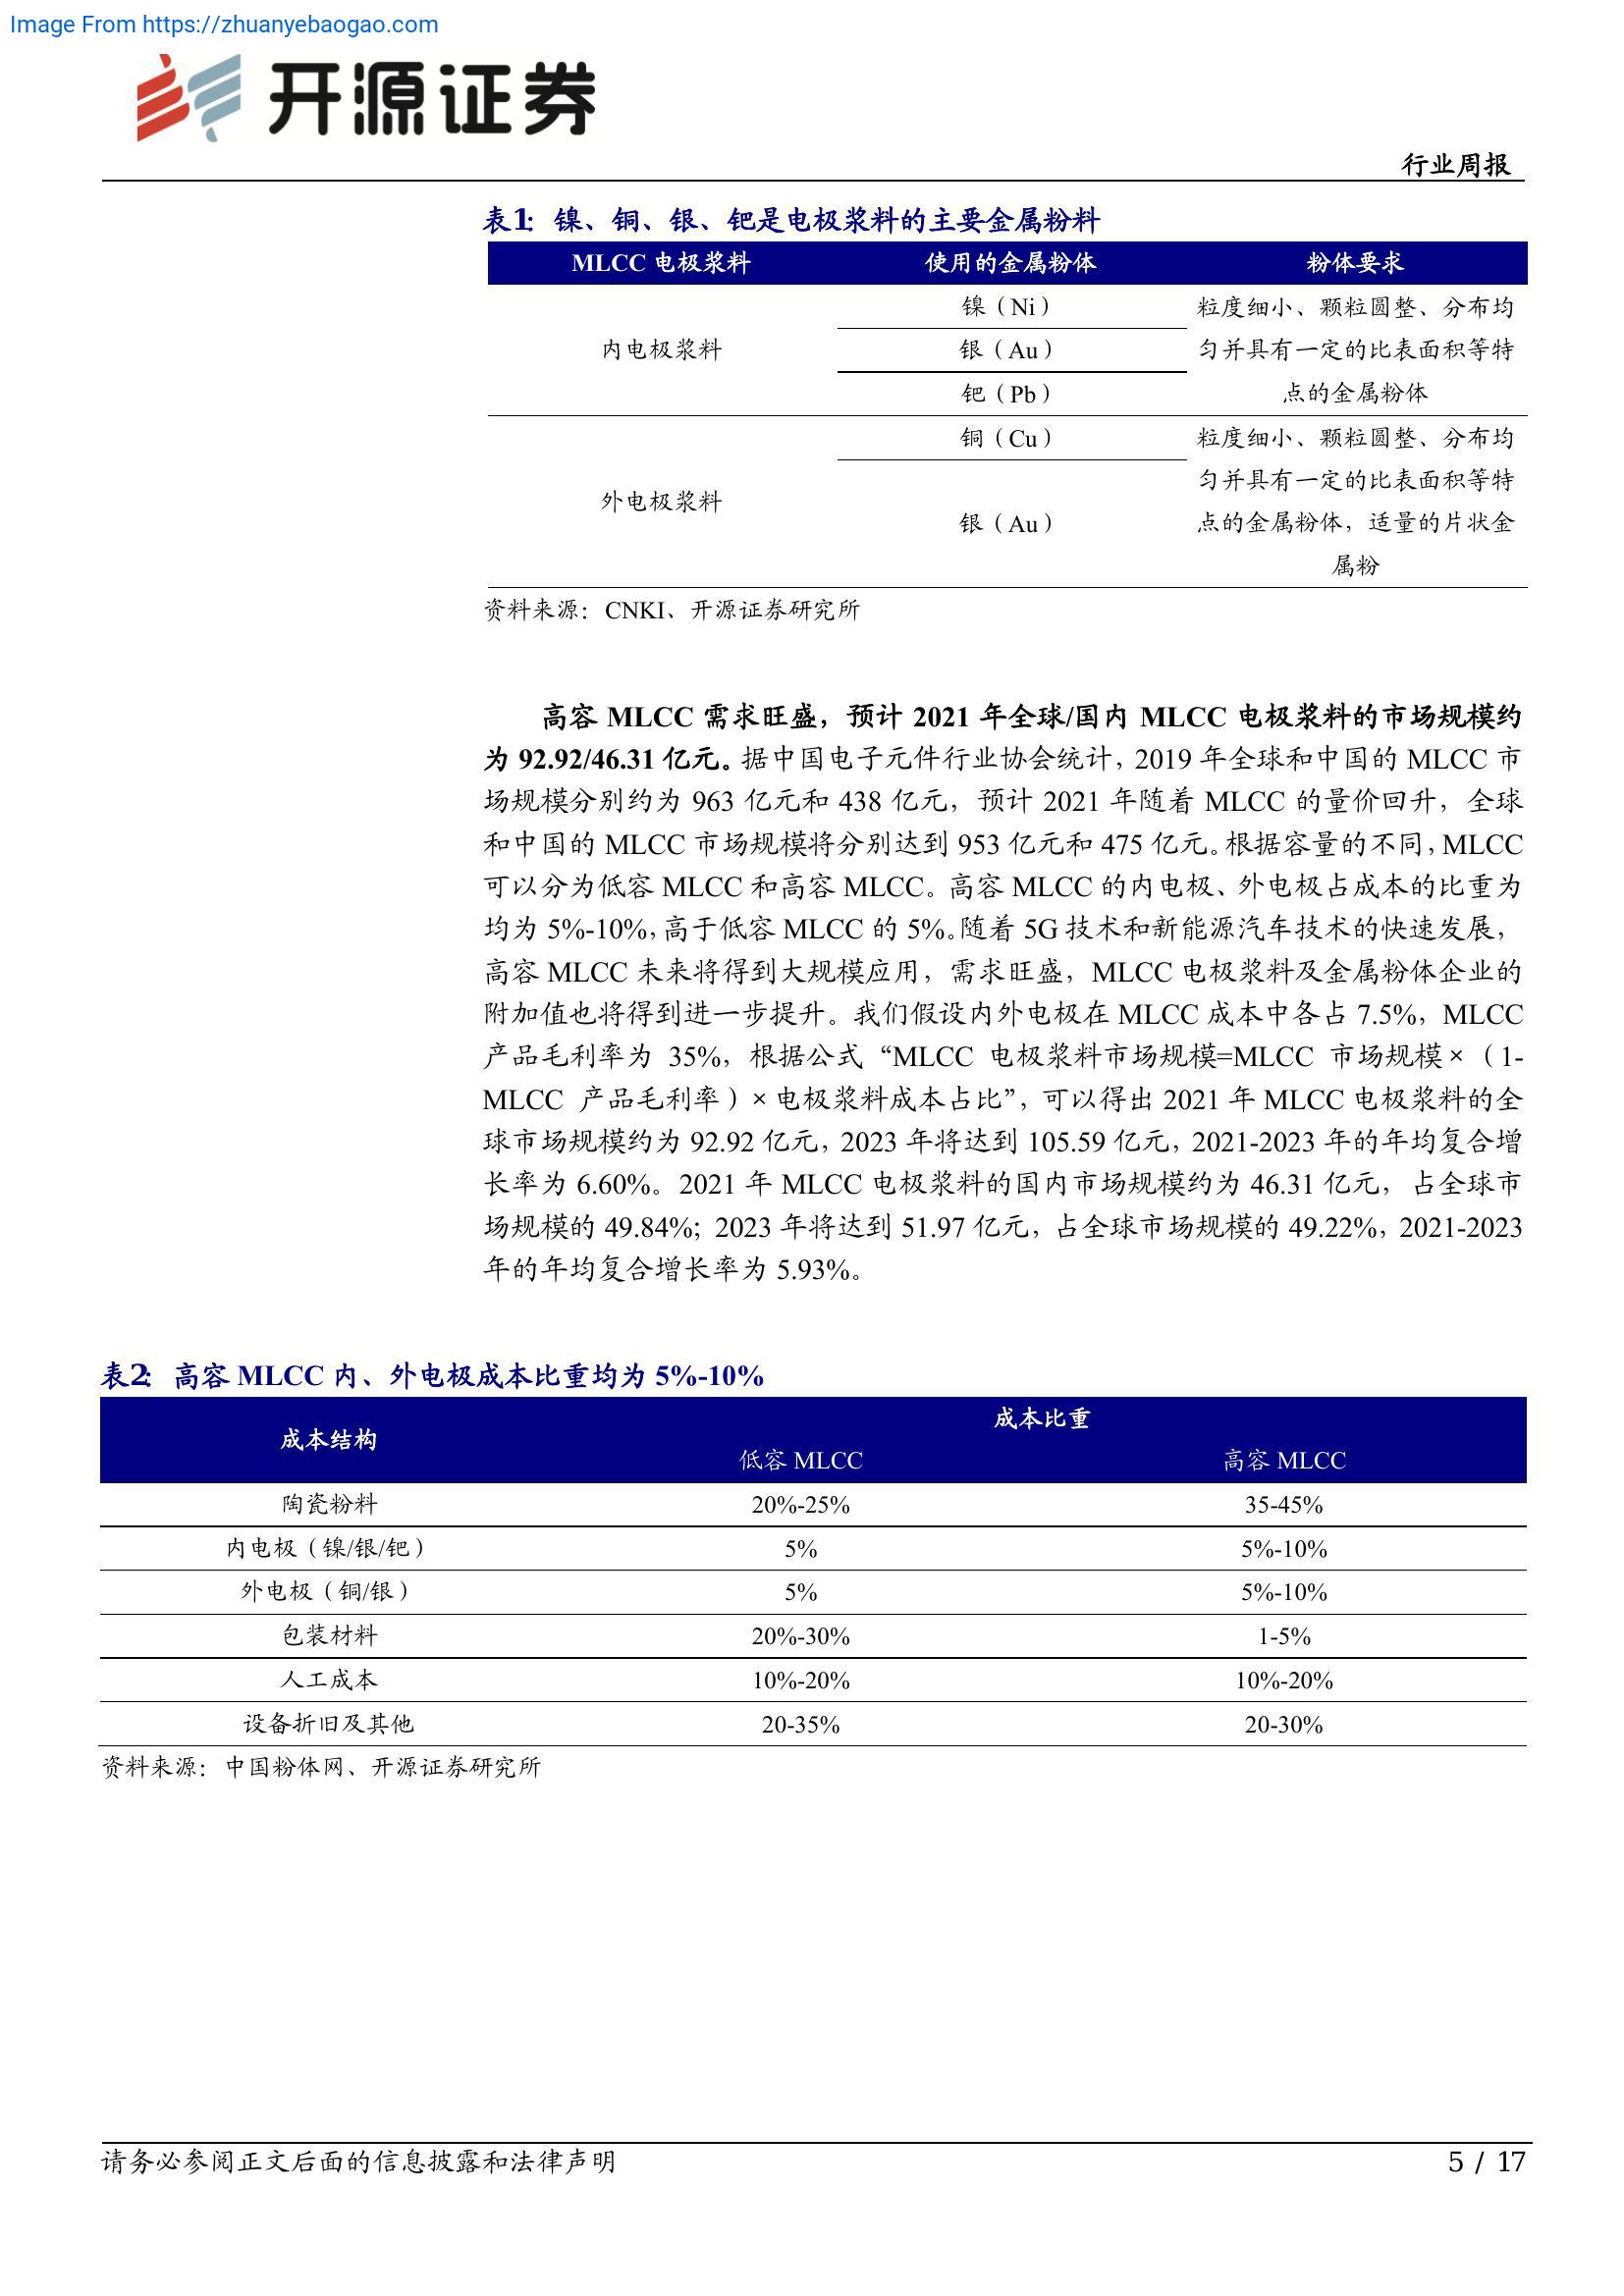 Image From https://zhuanyebaogao.com
开源证券
行业周报
表1： 镍、铜、银、钯是电极浆料的主要金属粉料
MLCC 电极浆料 使用的金属粉体 粉体要求
镍（Ni） 粒度细小、颗粒圆整、分布均
内电极浆料 银（Au） 匀并具有一定的比表面积等特
钯（Pb） 点的金属粉体
铜（Cu） 粒度细小、颗粒圆整、分布均
匀并具有一定的比表面积等特
外电极浆料
银（Au） 点的金属粉体，适量的片状金
属粉
资料来源：CNKI、开源证券研究所
高容 MLCC 需求旺盛，预计 2021 年全球/国内 MLCC 电极浆料的市场规模约
为 92.92/46.31 亿元。据中国电子元件行业协会统计，2019 年全球和中国的 MLCC 市
场规模分别约为 963 亿元和 438 亿元，预计 2021 年随着 MLCC 的量价回升，全球
和中国的 MLCC 市场规模将分别达到 953 亿元和 475 亿元。根据容量的不同，MLCC
可以分为低容 MLCC 和高容 MLCC。高容 MLCC 的内电极、外电极占成本的比重为
均为 5%-10%，高于低容 MLCC 的 5%。随着 5G 技术和新能源汽车技术的快速发展，
高容 MLCC 未来将得到大规模应用，需求旺盛，MLCC 电极浆料及金属粉体企业的
附加值也将得到进一步提升。我们假设内外电极在 MLCC 成本中各占 7.5%，MLCC
产品毛利率为 35%，根据公式“MLCC 电极浆料市场规模=MLCC 市场规模×（1-
MLCC 产品毛利率）×电极浆料成本占比”，可以得出 2021 年 MLCC 电极浆料的全
球市场规模约为 92.92 亿元，2023 年将达到 105.59 亿元，2021-2023 年的年均复合增
长率为 6.60%。2021 年 MLCC 电极浆料的国内市场规模约为 46.31 亿元，占全球市
场规模的 49.84%；2023 年将达到 51.97 亿元，占全球市场规模的 49.22%，2021-2023
年的年均复合增长率为 5.93%。
表2： 高容 MLCC 内、外电极成本比重均为 5%-10%
成本结构 成本比重
低容 MLCC 高容 MLCC
陶瓷粉料 20%-25% 35-45%
内电极（镍/银/钯） 5% 5%-10%
外电极（铜/银） 5% 5%-10%
包装材料 20%-30% 1-5%
人工成本 10%-20% 10%-20%
设备折旧及其他 20-35% 20-30%
资料来源：中国粉体网、开源证券研究所
请务必参阅正文后面的信息披露和法律声明 5 / 17